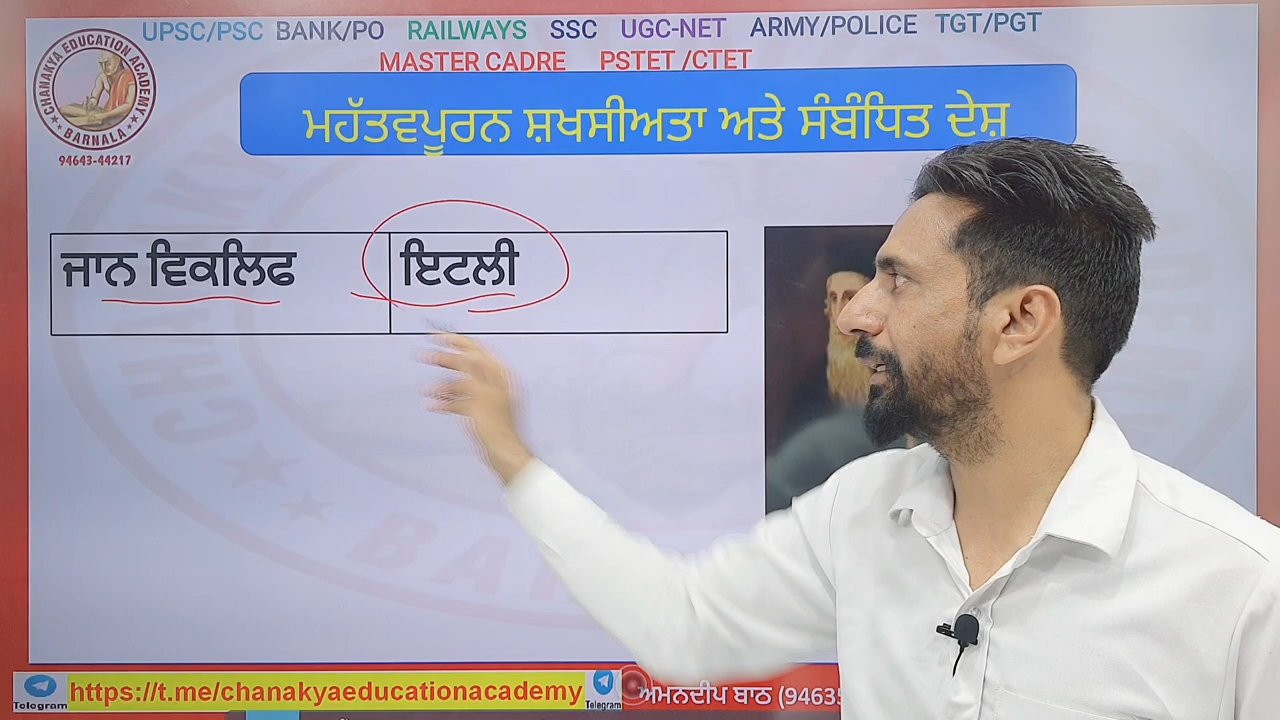 UPSC/PSC BANK/PO RAILWAYS SSC UGC-NET ARMY/POLICE TGT/PGT
MASTER CADRE PSTET /CTET
CHANAKYA EDUCATION ACADEMY
BARNALA
94643-44217
ਮਹੱਤਵਪੂਰਨ ਸ਼ਖਸੀਅਤਾ ਅਤੇ ਸੰਬੰਧਿਤ ਦੇਸ਼
ਜਾਨ ਵਿਕਲਿਫ ਇਟਲੀ
https://t.me/chanakyaeducationacademy
Telegram Telegram
ਅਮਨਦੀਪ ਬਾਠ (9463